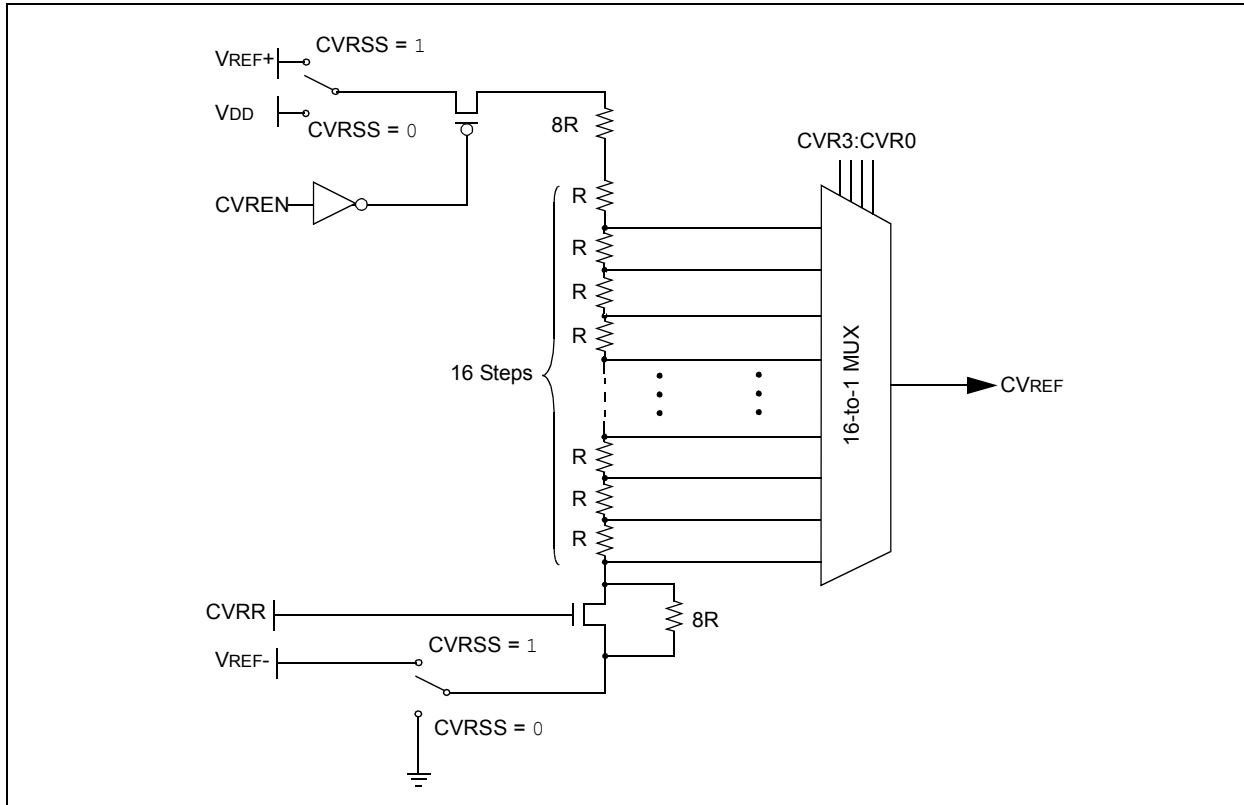 CVRSS = 1
VREF+
VDD
CVRSS = 0
8R
CVR3:CVR0
CVREN
R
R
R
R
16 Steps
16-to-1 MUX
CVREF
R
R
R
CVRR
8R
CVRSS = 1
VREF-
CVRSS = 0